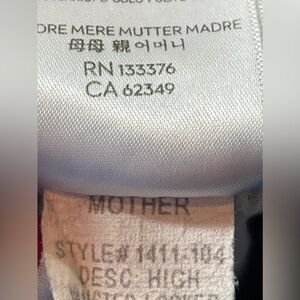 MERE MUTTER MADRE
母母 親 어머니
RN 133376
CA 62349
MOTHER
STYLE# 1411-104
DESC: HIGH